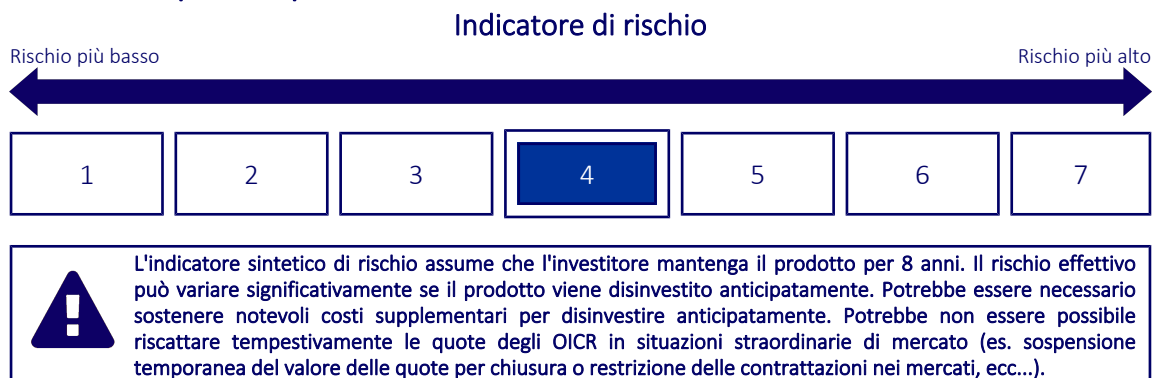 Indicatore di rischio
Rischio più basso
Rischio più alto
1
2
3
4
5
6
7
L'indicatore sintetico di rischio assume che l'investitore mantenga il prodotto per 8 anni. Il rischio effettivo
può variare significativamente se il prodotto viene disinvestito anticipatamente. Potrebbe essere necessario
sostenere notevoli costi supplementari per disinvestire anticipatamente. Potrebbe non essere possibile
riscattare tempestivamente le quote degli OICR in situazioni straordinarie di mercato (es. sospensione
temporanea del valore delle quote per chiusura o restrizione delle contrattazioni nei mercati, ecc...).